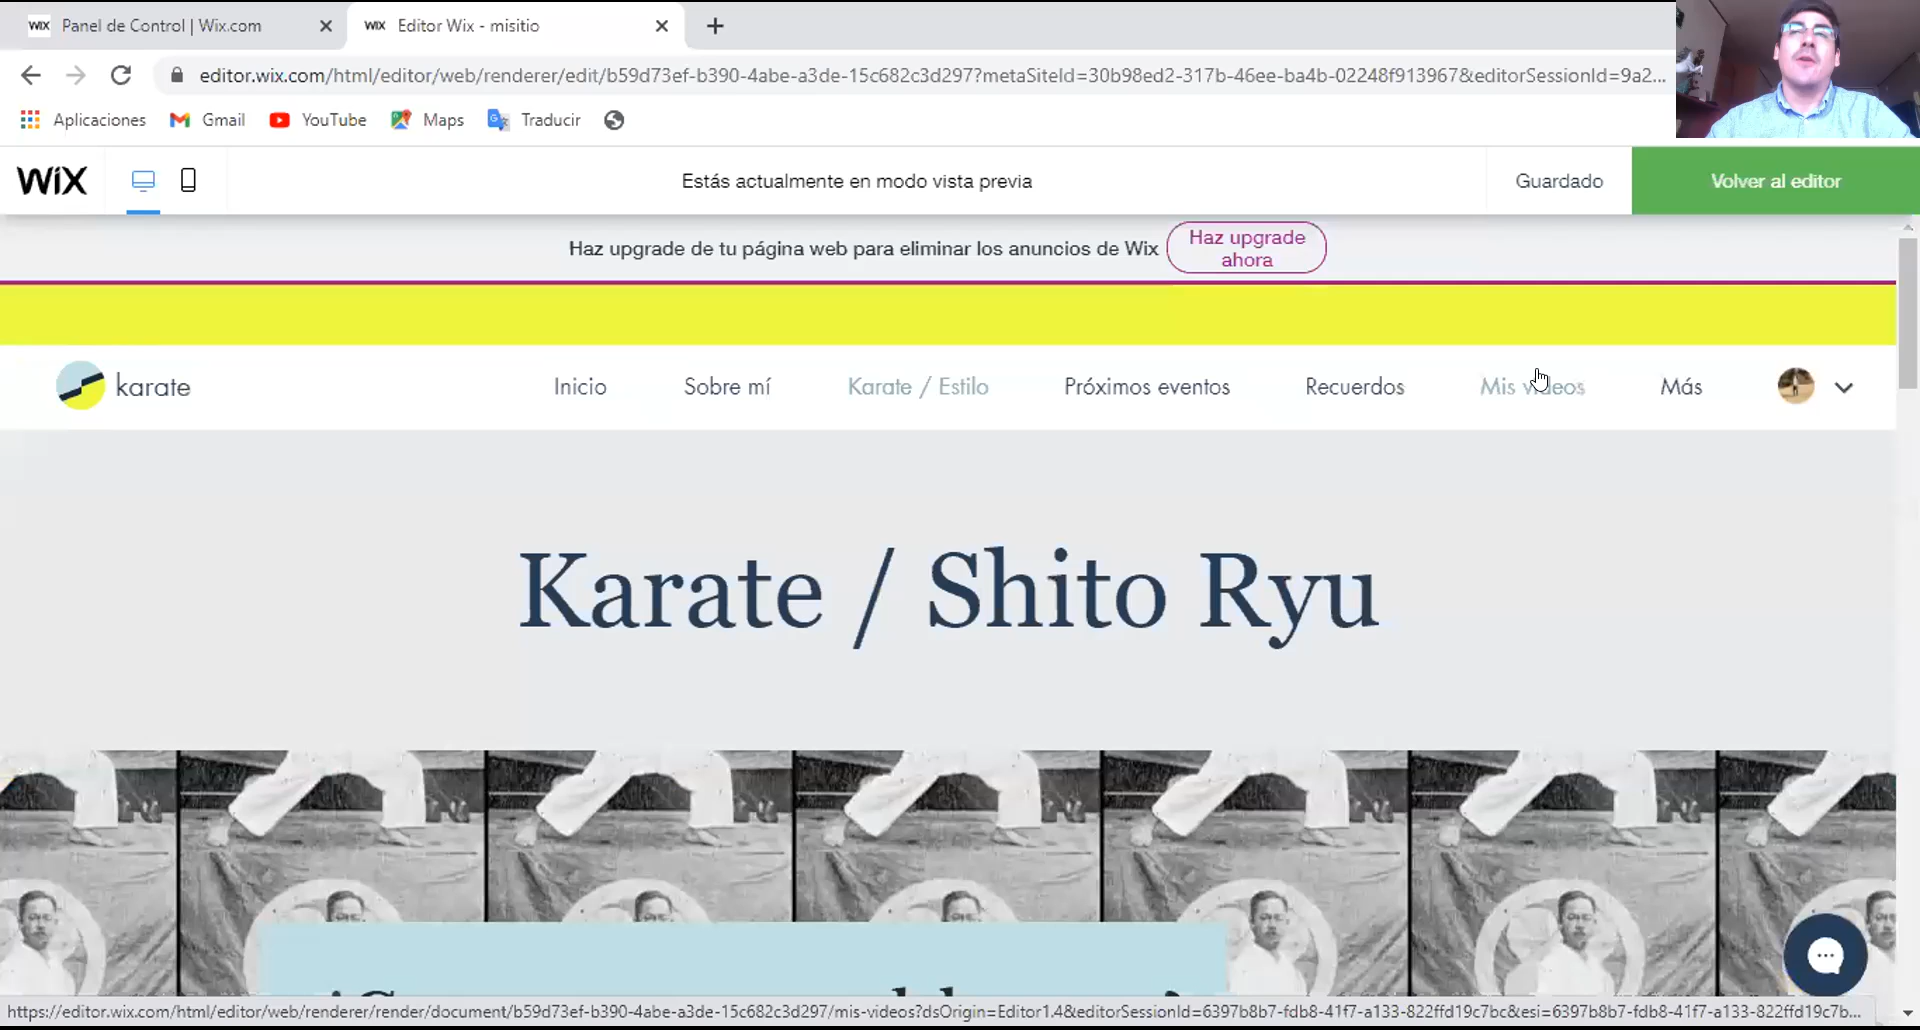 WiX Panel de Control | Wix.com
WiX Editor Wix - misitio
editor.wix.com/html/editor/web/renderer/edit/b59d73ef-b390-4abe-a3de-15c682c3d297?metaSiteId=30b98ed2-317b-46ee-ba4b-02248f913967&editorSessionId=9a2...
Aplicaciones Gmail YouTube Maps Traducir
WiX Estás actualmente en modo vista previa Guardado Volver al editor
Haz upgrade de tu página web para eliminar los anuncios de Wix
Haz upgrade
ahora
karate Inicio Sobre mí Karate / Estilo Próximos eventos Recuerdos Mis videos Más
Karate / Shito Ryu
https://editor.wix.com/html/editor/web/renderer/render/document/b59d73ef-b390-4abe-a3de-15c682c3d297/mis-videos?dsOrigin=Editor1.4&editorSessionId=6397b8b7-fdb8-41f7-a133-822ffd19c7bc&esi=6397b8b7-fdb8-41f7-a133-822ffd19c7b...